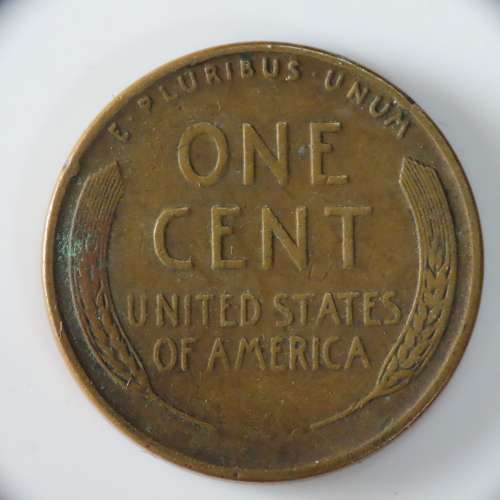 E·PLURIBUS·UNUM
ONE
CENT
UNITED STATES
OF AMERICA